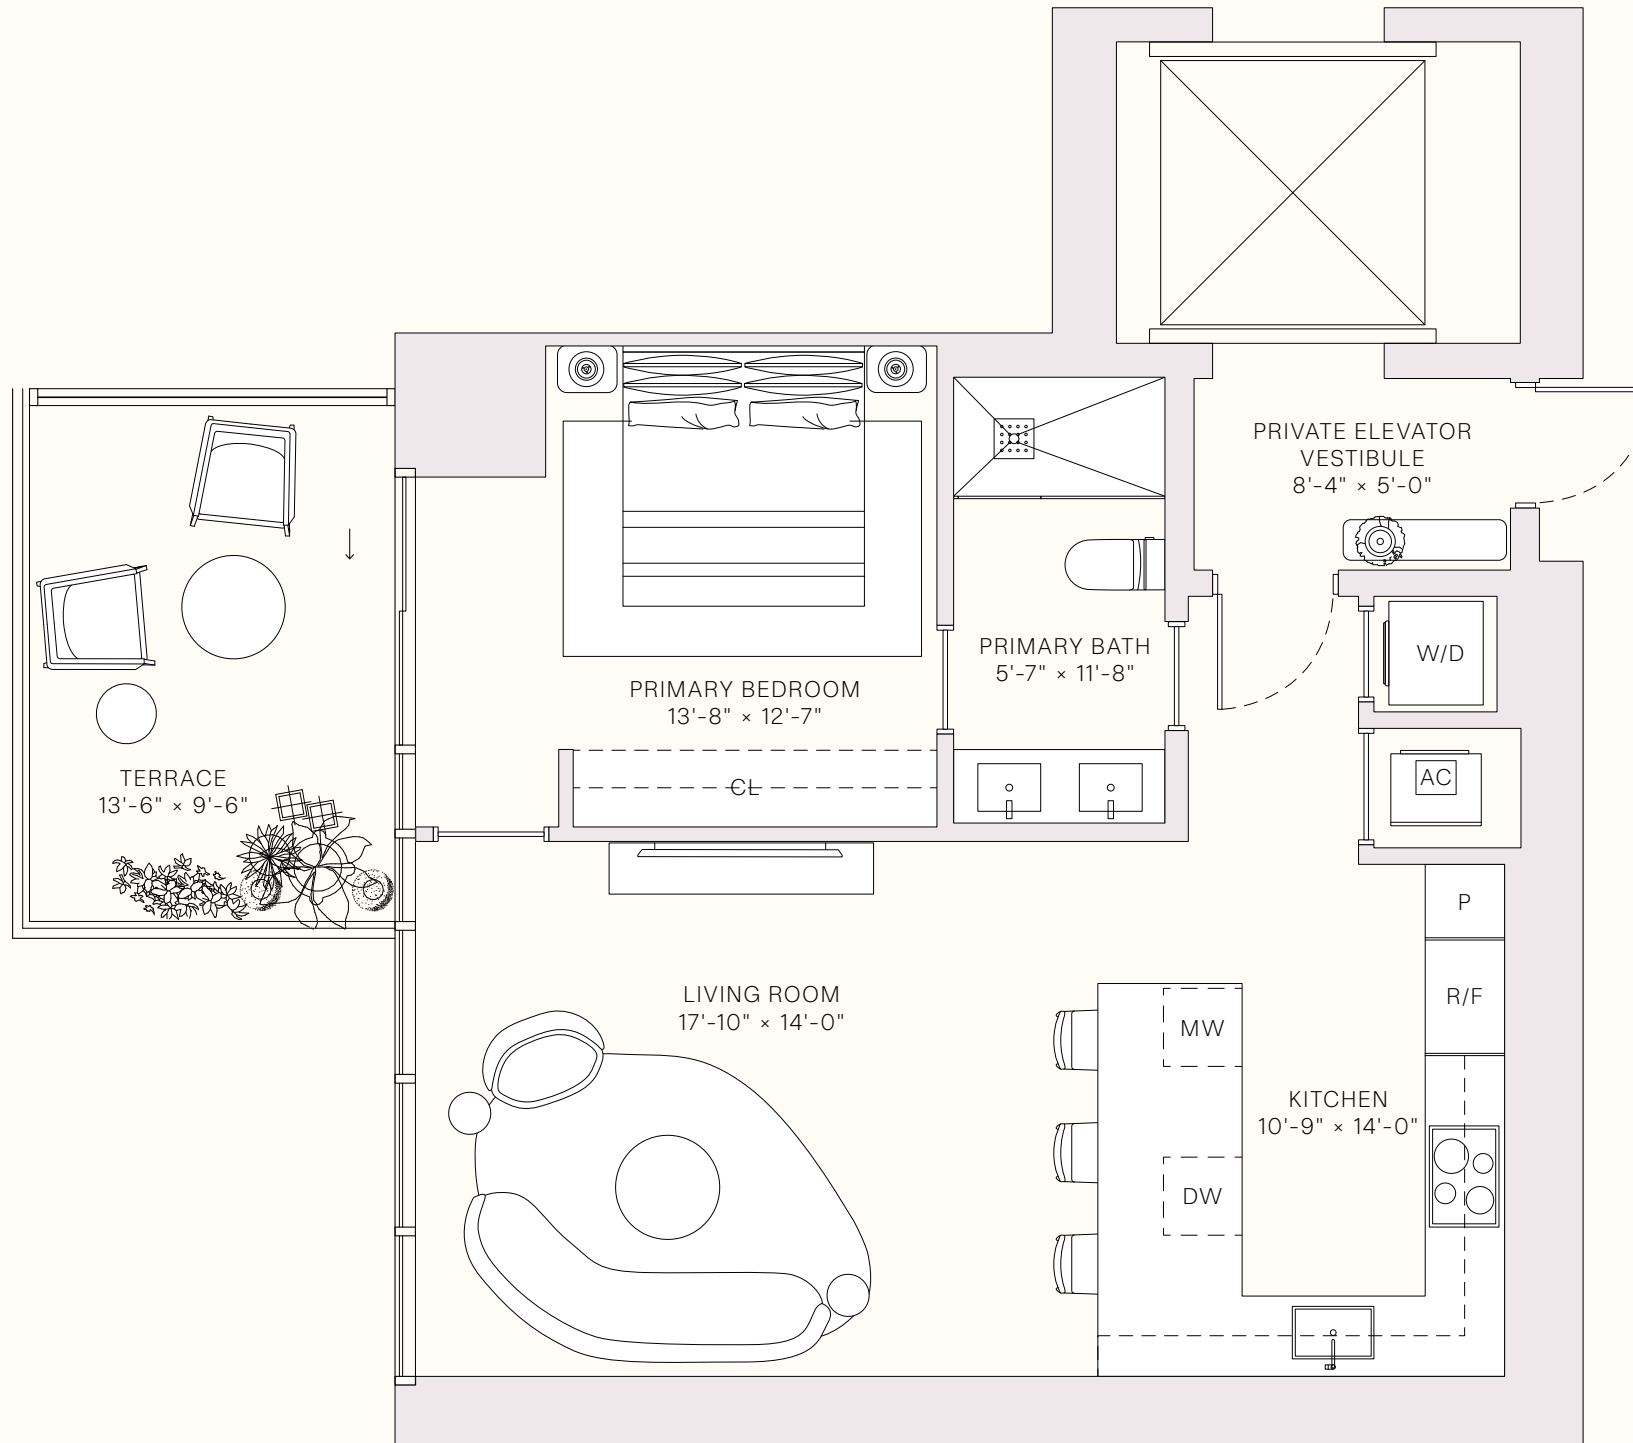 PRIVATE ELEVATOR
VESTIBULE
8'-4" × 5'-0"
W/D
PRIMARY BATH
5'-7" × 11'-8"
PRIMARY BEDROOM
13'-8" × 12'-7"
TERRACE
13'-6" × 9'-6"
CL
AC
P
LIVING ROOM
17'-10" × 14'-0"
R/F
MW
KITCHEN
10'-9" × 14'-0"
DW